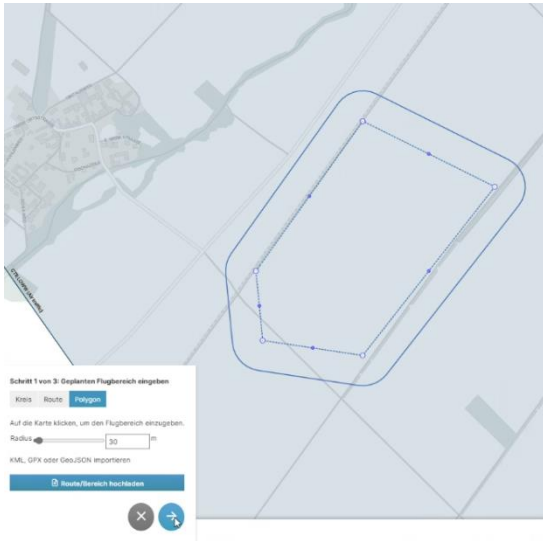 Schritt 1 von 3: Geplanten Flugbereich eingeben
Kreis Route Polygon
Auf die Karte klicken, um den Flugbereich einzugeben.
Radius 30 m
KML, GPX oder GeoJSON importieren
Route/Bereich hochladen